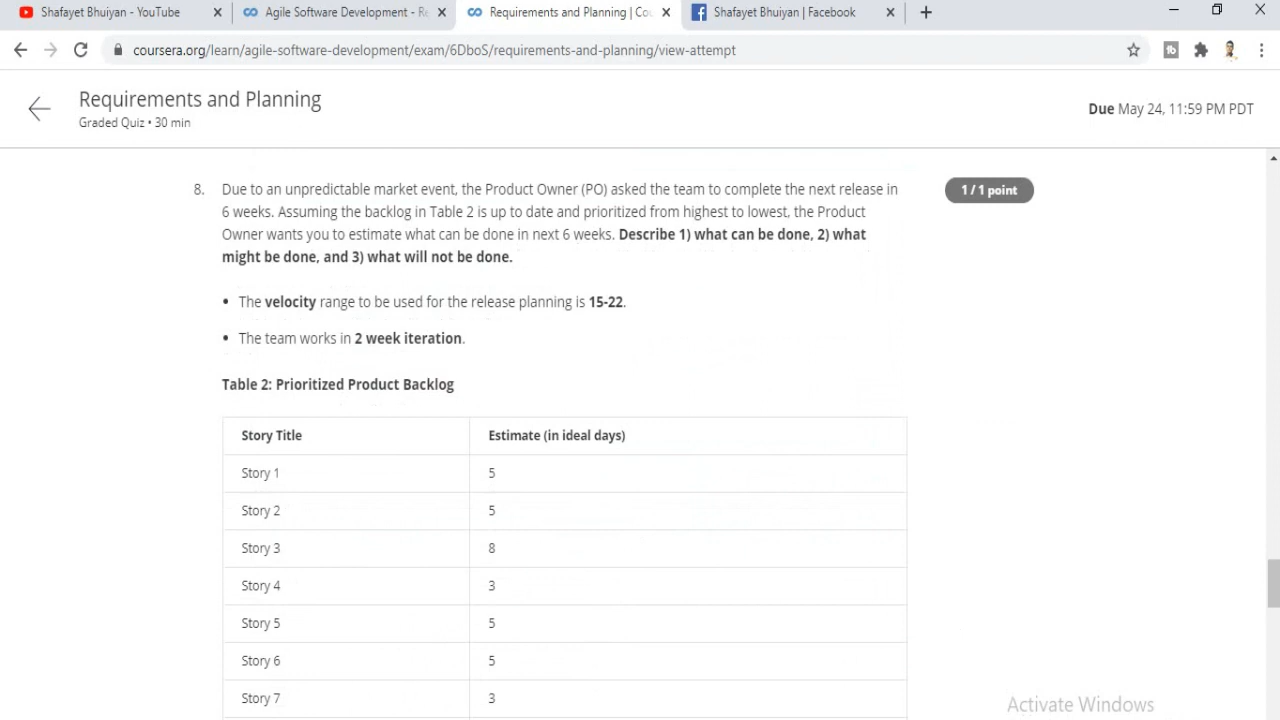 Shafayet Bhuiyan - YouTube
Agile Software Development - Re
Requirements and Planning | Cou
Shafayet Bhuiyan | Facebook
coursera.org/learn/agile-software-development/exam/6DboS/requirements-and-planning/view-attempt
Requirements and Planning
Graded Quiz • 30 min
Due May 24, 11:59 PM PDT
8. Due to an unpredictable market event, the Product Owner (PO) asked the team to complete the next release in
6 weeks. Assuming the backlog in Table 2 is up to date and prioritized from highest to lowest, the Product
Owner wants you to estimate what can be done in next 6 weeks. Describe 1) what can be done, 2) what
might be done, and 3) what will not be done.
1 / 1 point
• The velocity range to be used for the release planning is 15-22.
• The team works in 2 week iteration.
Table 2: Prioritized Product Backlog
Story Title Estimate (in ideal days)
Story 1 5
Story 2 5
Story 3 8
Story 4 3
Story 5 5
Story 6 5
Story 7 3
Activate Windows